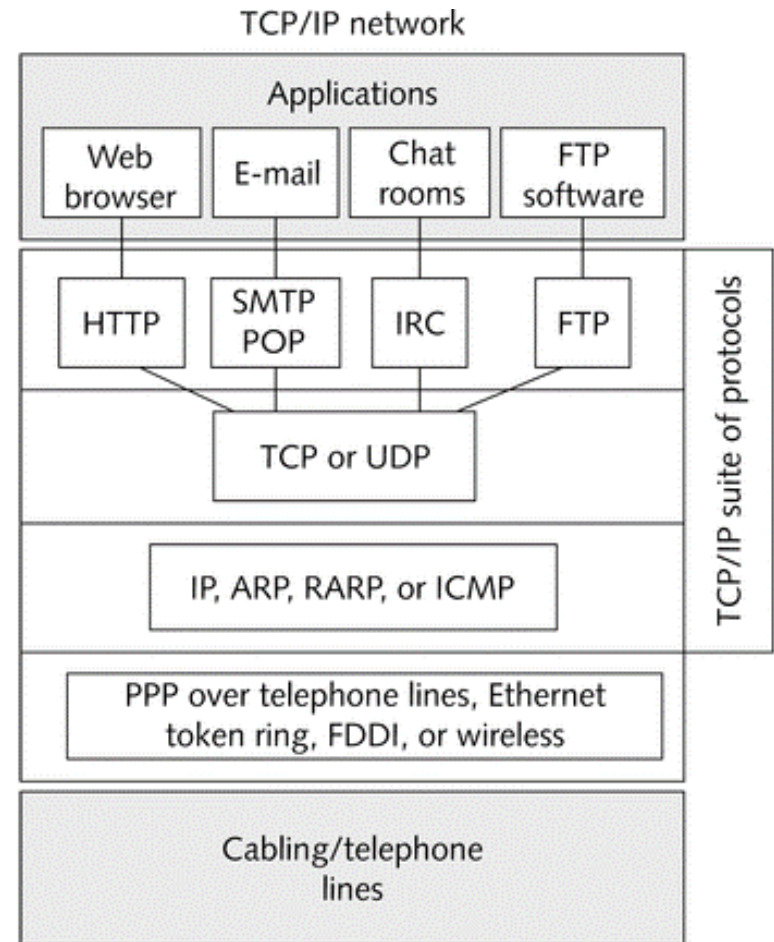 TCP/IP network
Applications
Web
browser
E-mail
Chat
rooms
FTP
software
HTTP
SMTP
POP
IRC
FTP
TCP/IP suite of protocols
TCP or UDP
IP, ARP, RARP, or ICMP
PPP over telephone lines, Ethernet
token ring, FDDI, or wireless
Cabling/telephone
lines